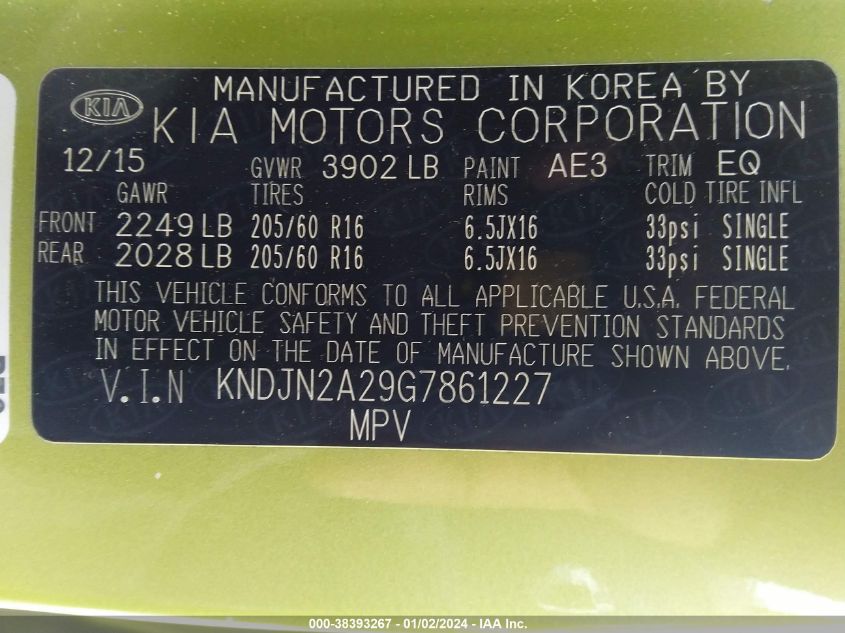 MANUFACTURED IN KOREA BY
KIA KIA MOTORS CORPORATION
12/15 GVWR 3902 LB PAINT AE3 TRIM EQ
GAWR TIRES RIMS COLD TIRE INFL
FRONT 2249 LB 205/60 R16 6.5JX16 33psi SINGLE
REAR 2028 LB 205/60 R16 6.5JX16 33psi SINGLE
THIS VEHICLE CONFORMS TO ALL APPLICABLE U.S.A. FEDERAL
MOTOR VEHICLE SAFETY AND THEFT PREVENTION STANDARDS
IN EFFECT ON THE DATE OF MANUFACTURE SHOWN ABOVE.
V.I.N KNDJN2A29G7861227
MPV
000-38393267 - 01/02/2024 - IAA Inc.